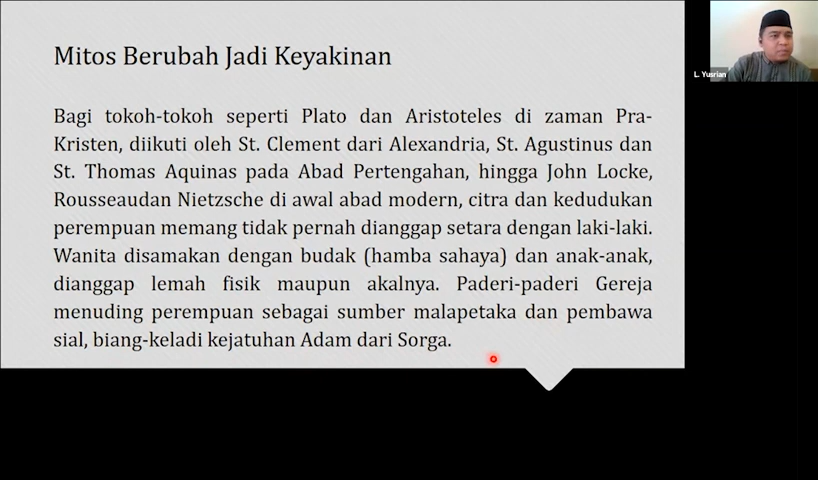 Mitos Berubah Jadi Keyakinan
Bagi tokoh-tokoh seperti Plato dan Aristoteles di zaman Pra-
Kristen, diikuti oleh St. Clement dari Alexandria, St. Agustinus dan
St. Thomas Aquinas pada Abad Pertengahan, hingga John Locke,
Rousseaudan Nietzsche di awal abad modern, citra dan kedudukan
perempuan memang tidak pernah dianggap setara dengan laki-laki.
Wanita disamakan dengan budak (hamba sahaya) dan anak-anak,
dianggap lemah fisik maupun akalnya. Paderi-paderi Gereja
menuding perempuan sebagai sumber malapetaka dan pembawa
sial, biang-keladi kejatuhan Adam dari Sorga.
L. Yusrian